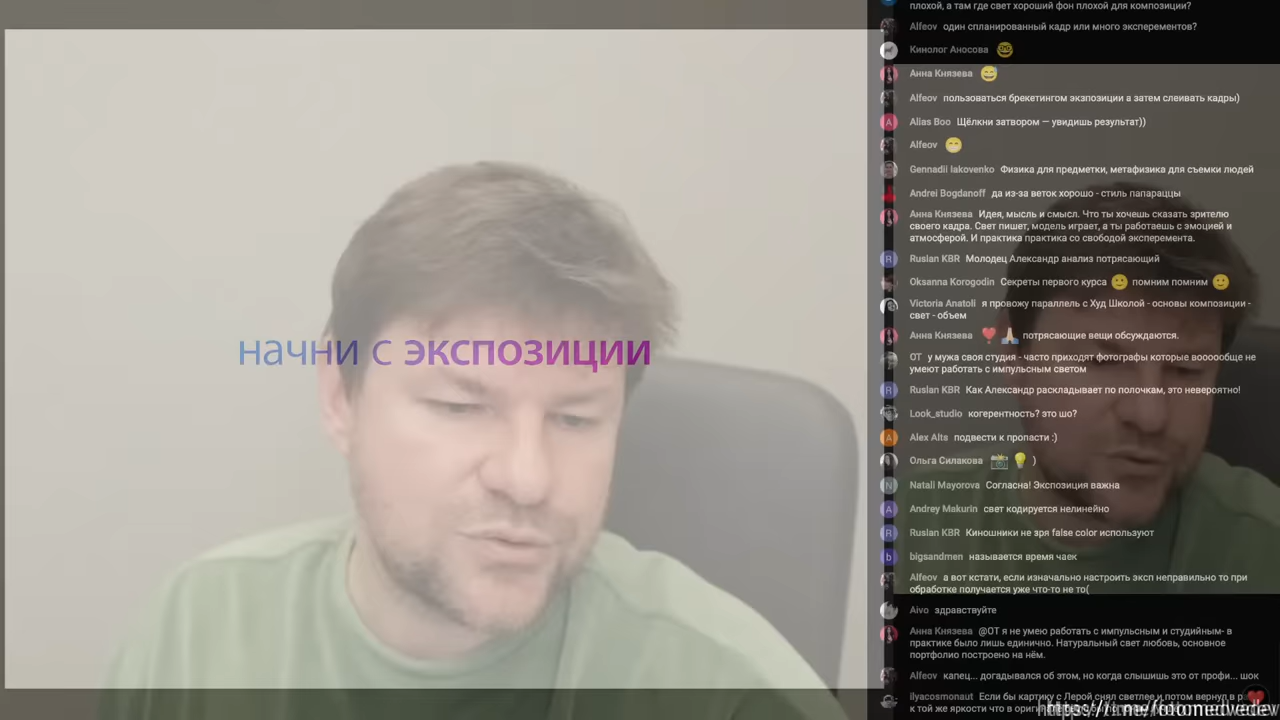 плохой, а там где свет хороший фон плохой для композиции?
Alfeov один спланированный кадр или много эксперементов?
Кинолог Аносова
Анна Князева
Alfeov пользоваться брекетингом экзпозиции а затем слеивать кадры)
Alias Boo Щёлкни затвором — увидишь результат))
Alfeov
Gennadii Iakovenko Физика для предметки, метафизика для съемки людей
Andrei Bogdanoff да из-за веток хорошо - стиль папараццы
Анна Князева Идея, мысль и смысл. Что ты хочешь сказать зрителю
своего кадра. Свет пишет, модель играет, а ты работаешь с эмоцией и
атмосферой. И практика практика со свободой эксперемента.
Ruslan KBR Молодец Александр анализ потрясающий
Oksanna Korogodin Секреты первого курса 🙂 помним помним 🙂
Victoria Anatoli я провожу параллель с Худ Школой - основы композиции -
свет - объем
Анна Князева ❤️ 🙏🏼 потрясающие вещи обсуждаются.
начни с экспозиции
ОТ у мужа своя студия - часто приходят фотографы которые воооообще не
умеют работать с импульсным светом
Ruslan KBR Как Александр раскладывает по полочкам, это невероятно!
Look_studio когерентность? это шо?
Alex Alts подвести к пропасти :)
Ольга Силакова 📸 💡 )
Natali Mayorova Согласна! Экспозиция важна
Andrey Makurin свет кодируется нелинейно
Ruslan KBR Киношники не зря false color используют
bigsandmen называется время чаек
Alfeov а вот кстати, если изначально настроить эксп неправильно то при
обработке получается уже что-то не то(
Aivo здравствуйте
Анна Князева @ОТ я не умею работать с импульсным и студийным- в
практике было лишь единично. Натуральный свет любовь, основное
портфолио построено на нём.
Alfeov капец... догадывался об этом, но когда слышишь это от профи... шок
ilyacosmonaut Если бы картику с Лерой снял светлее и потом вернул в
к той же яркости что в
https://t.me/fotomedvedev